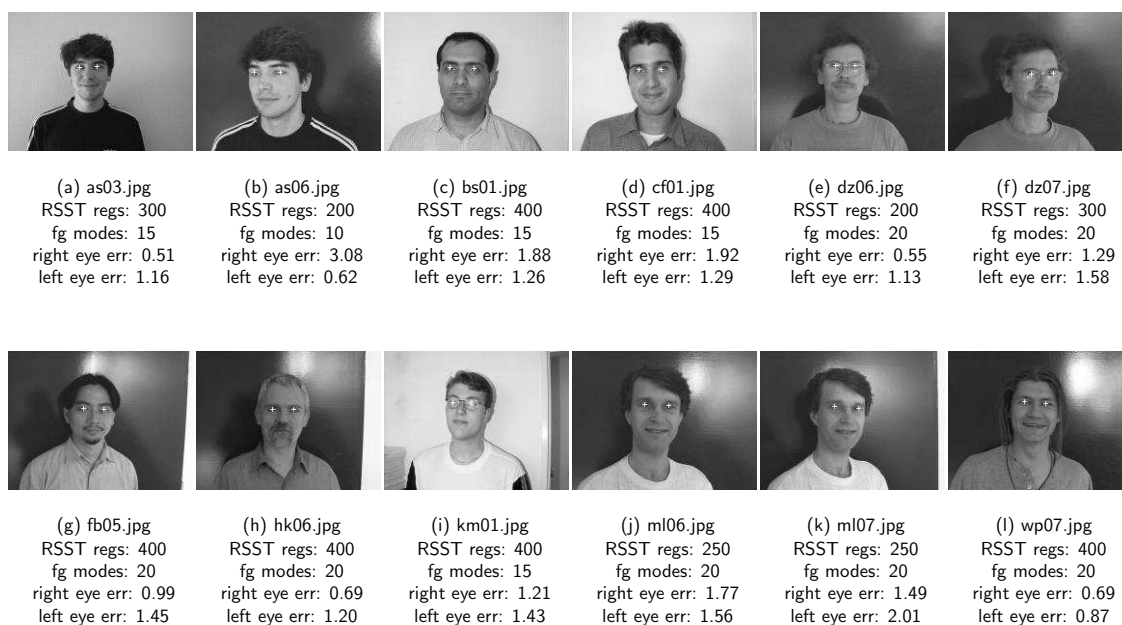 (a) as03.jpg
RSST regs: 300
fg modes: 15
right eye err: 0.51
left eye err: 1.16
(b) as06.jpg
RSST regs: 200
fg modes: 10
right eye err: 3.08
left eye err: 0.62
(c) bs01.jpg
RSST regs: 400
fg modes: 15
right eye err: 1.88
left eye err: 1.26
(d) cf01.jpg
RSST regs: 400
fg modes: 15
right eye err: 1.92
left eye err: 1.29
(e) dz06.jpg
RSST regs: 200
fg modes: 20
right eye err: 0.55
left eye err: 1.13
(f) dz07.jpg
RSST regs: 300
fg modes: 20
right eye err: 1.29
left eye err: 1.58
(g) fb05.jpg
RSST regs: 400
fg modes: 20
right eye err: 0.99
left eye err: 1.45
(h) hk06.jpg
RSST regs: 400
fg modes: 20
right eye err: 0.69
left eye err: 1.20
(i) km01.jpg
RSST regs: 400
fg modes: 15
right eye err: 1.21
left eye err: 1.43
(j) ml06.jpg
RSST regs: 250
fg modes: 20
right eye err: 1.77
left eye err: 1.56
(k) ml07.jpg
RSST regs: 250
fg modes: 20
right eye err: 1.49
left eye err: 2.01
(l) wp07.jpg
RSST regs: 400
fg modes: 20
right eye err: 0.69
left eye err: 0.87